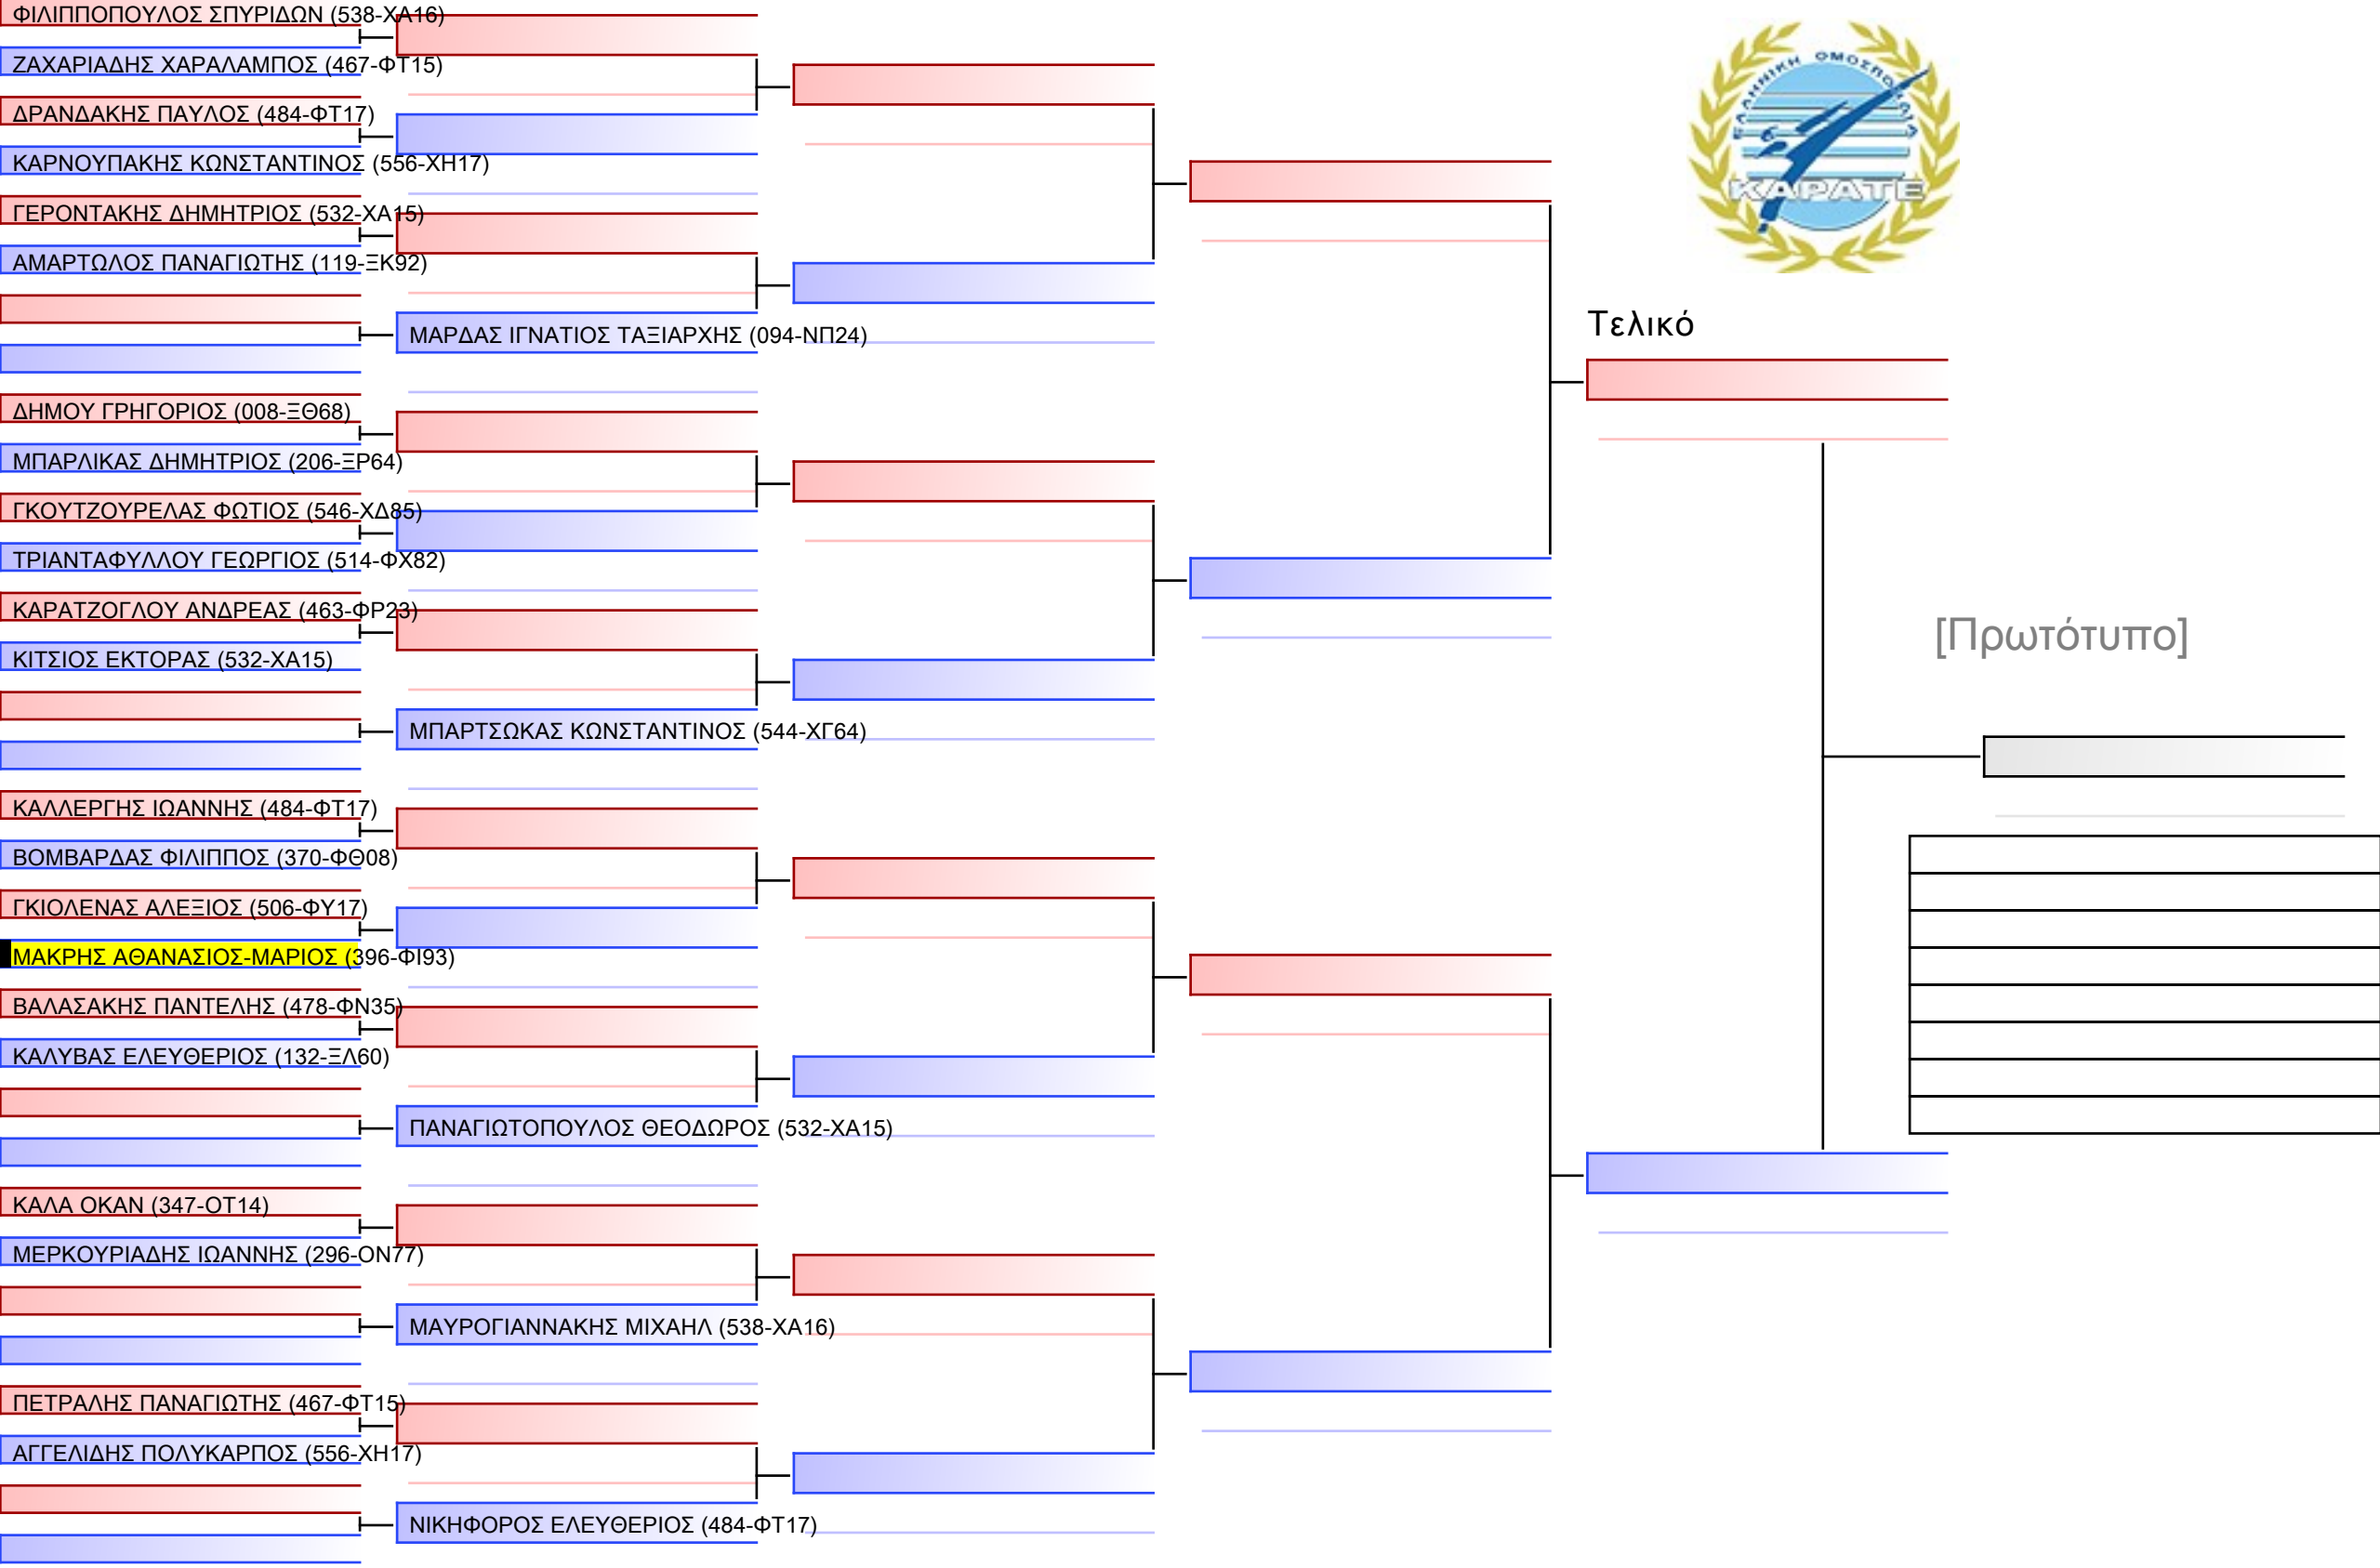 ΦΙΛΙΠΠΟΠΟΥΛΟΣ ΣΠΥΡΙΔΩΝ (538-ΧΑ16)
ΖΑΧΑΡΙΑΔΗΣ ΧΑΡΑΛΑΜΠΟΣ (467-ΦΤ15)
ΔΡΑΝΔΑΚΗΣ ΠΑΥΛΟΣ (484-ΦΤ17)
ΚΑΡΝΟΥΠΑΚΗΣ ΚΩΝΣΤΑΝΤΙΝΟΣ (556-ΧΗ17)
ΓΕΡΟΝΤΑΚΗΣ ΔΗΜΗΤΡΙΟΣ (532-ΧΑ15)
ΑΜΑΡΤΩΛΟΣ ΠΑΝΑΓΙΩΤΗΣ (119-ΞΚ92)
ΜΑΡΔΑΣ ΙΓΝΑΤΙΟΣ ΤΑΞΙΑΡΧΗΣ (094-ΝΠ24)
ΔΗΜΟΥ ΓΡΗΓΟΡΙΟΣ (008-ΞΘ68)
ΜΠΑΡΛΙΚΑΣ ΔΗΜΗΤΡΙΟΣ (206-ΞΡ64)
ΓΚΟΥΤΖΟΥΡΕΛΑΣ ΦΩΤΙΟΣ (546-ΧΔ85)
ΤΡΙΑΝΤΑΦΥΛΛΟΥ ΓΕΩΡΓΙΟΣ (514-ΦΧ82)
ΚΑΡΑΤΖΟΓΛΟΥ ΑΝΔΡΕΑΣ (463-ΦΡ23)
ΚΙΤΣΙΟΣ ΕΚΤΟΡΑΣ (532-ΧΑ15)
ΜΠΑΡΤΣΩΚΑΣ ΚΩΝΣΤΑΝΤΙΝΟΣ (544-ΧΓ64)
ΚΑΛΛΕΡΓΗΣ ΙΩΑΝΝΗΣ (484-ΦΤ17)
ΒΟΜΒΑΡΔΑΣ ΦΙΛΙΠΠΟΣ (370-ΦΘ08)
ΓΚΙΟΛΕΝΑΣ ΑΛΕΞΙΟΣ (506-ΦΥ17)
ΜΑΚΡΗΣ ΑΘΑΝΑΣΙΟΣ-ΜΑΡΙΟΣ (396-ΦΙ93)
ΒΑΛΑΣΑΚΗΣ ΠΑΝΤΕΛΗΣ (478-ΦΝ35)
ΚΑΛΥΒΑΣ ΕΛΕΥΘΕΡΙΟΣ (132-ΞΛ60)
ΠΑΝΑΓΙΩΤΟΠΟΥΛΟΣ ΘΕΟΔΩΡΟΣ (532-ΧΑ15)
ΚΑΛΑ ΟΚΑΝ (347-ΟΤ14)
ΜΕΡΚΟΥΡΙΑΔΗΣ ΙΩΑΝΝΗΣ (296-ΟΝ77)
ΜΑΥΡΟΓΙΑΝΝΑΚΗΣ ΜΙΧΑΗΛ (538-ΧΑ16)
ΠΕΤΡΑΛΗΣ ΠΑΝΑΓΙΩΤΗΣ (467-ΦΤ15)
ΑΓΓΕΛΙΔΗΣ ΠΟΛΥΚΑΡΠΟΣ (556-ΧΗ17)
ΝΙΚΗΦΟΡΟΣ ΕΛΕΥΘΕΡΙΟΣ (484-ΦΤ17)
ΕΛΛΗΝΙΚΗ ΟΜΟΣΠΟΝΔΙΑ
ΚΑΡΑΤΕ
Τελικό
[Πρωτότυπο]